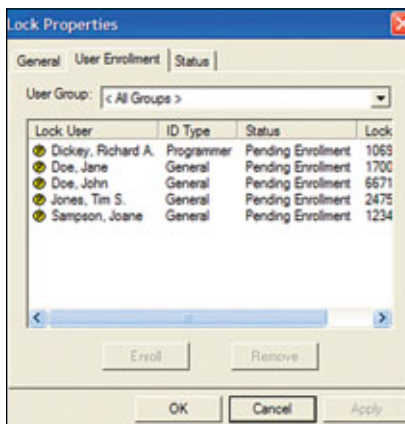 Lock Properties
General User Enrollment Status
User Group: < All Groups >
Lock User ID Type Status Lock
Dickey, Richard A. Programmer Pending Enrollment 1069
Doe, Jane General Pending Enrollment 1700
Doe, John General Pending Enrollment 6671
Jones, Tim S. General Pending Enrollment 2475
Sampson, Joane General Pending Enrollment 1234
Enroll Remove
OK Cancel Apply